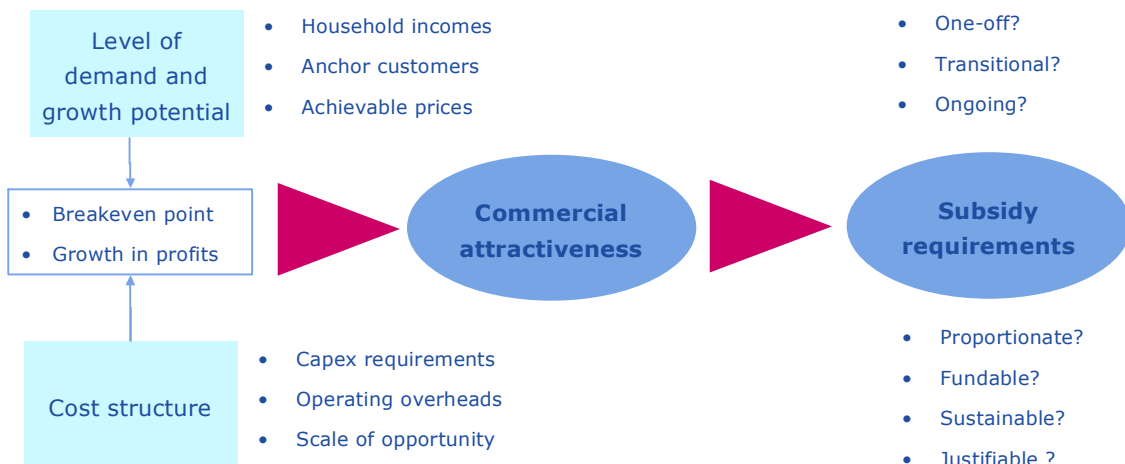 Level of
demand and
growth potential
• Household incomes
• Anchor customers
• Achievable prices
• One-off?
• Transitional?
• Ongoing?
• Breakeven point
• Growth in profits
Commercial
attractiveness
Subsidy
requirements
Cost structure
• Capex requirements
• Operating overheads
• Scale of opportunity
• Proportionate?
• Fundable?
• Sustainable?
• Justifiable ?